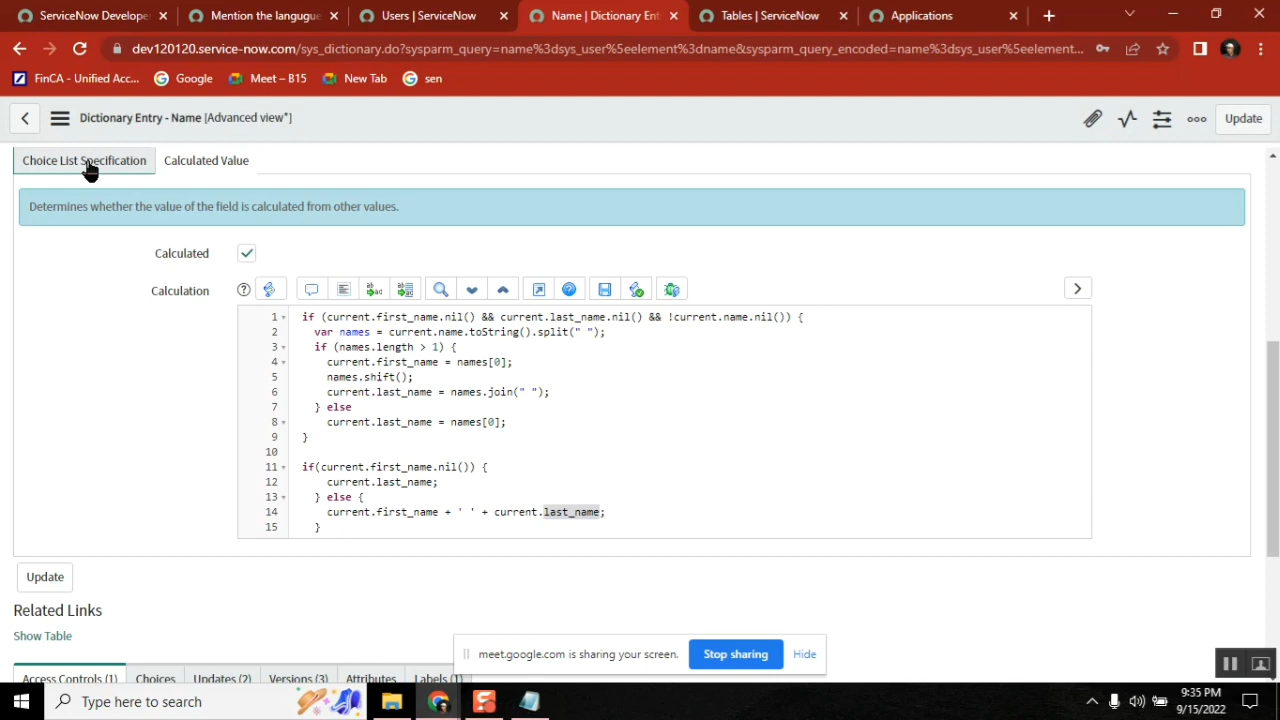 ServiceNow Develope
Mention the langugue
Users | ServiceNow
Name | Dictionary Ent
Tables | ServiceNow
Applications
dev120120.service-now.com/sys_dictionary.do?sysparm_query=name%3dsys_user%5eelement%3dname&sysparm_query_encoded=name%3dsys_user%5eelement...
FinCA - Unified Acc...
Google
Meet – B15
New Tab
sen
Dictionary Entry - Name [Advanced view*]
Update
Choice List Specification
Calculated Value
Determines whether the value of the field is calculated from other values.
Calculated
Calculation
1 if (current.first_name.nil() && current.last_name.nil() && !current.name.nil()) {
2 var names = current.name.toString().split(" ");
3 if (names.length > 1) {
4 current.first_name = names[0];
5 names.shift();
6 current.last_name = names.join(" ");
7 } else
8 current.last_name = names[0];
9 }
10
11 if(current.first_name.nil()) {
12 current.last_name;
13 } else {
14 current.first_name + ' ' + current.last_name;
15 }
Update
Related Links
Show Table
meet.google.com is sharing your screen.
Stop sharing
Hide
Access Controls (1)
Choices
Updates (2)
Versions (3)
Attributes
Labels (1)
Type here to search
9:35 PM
9/15/2022